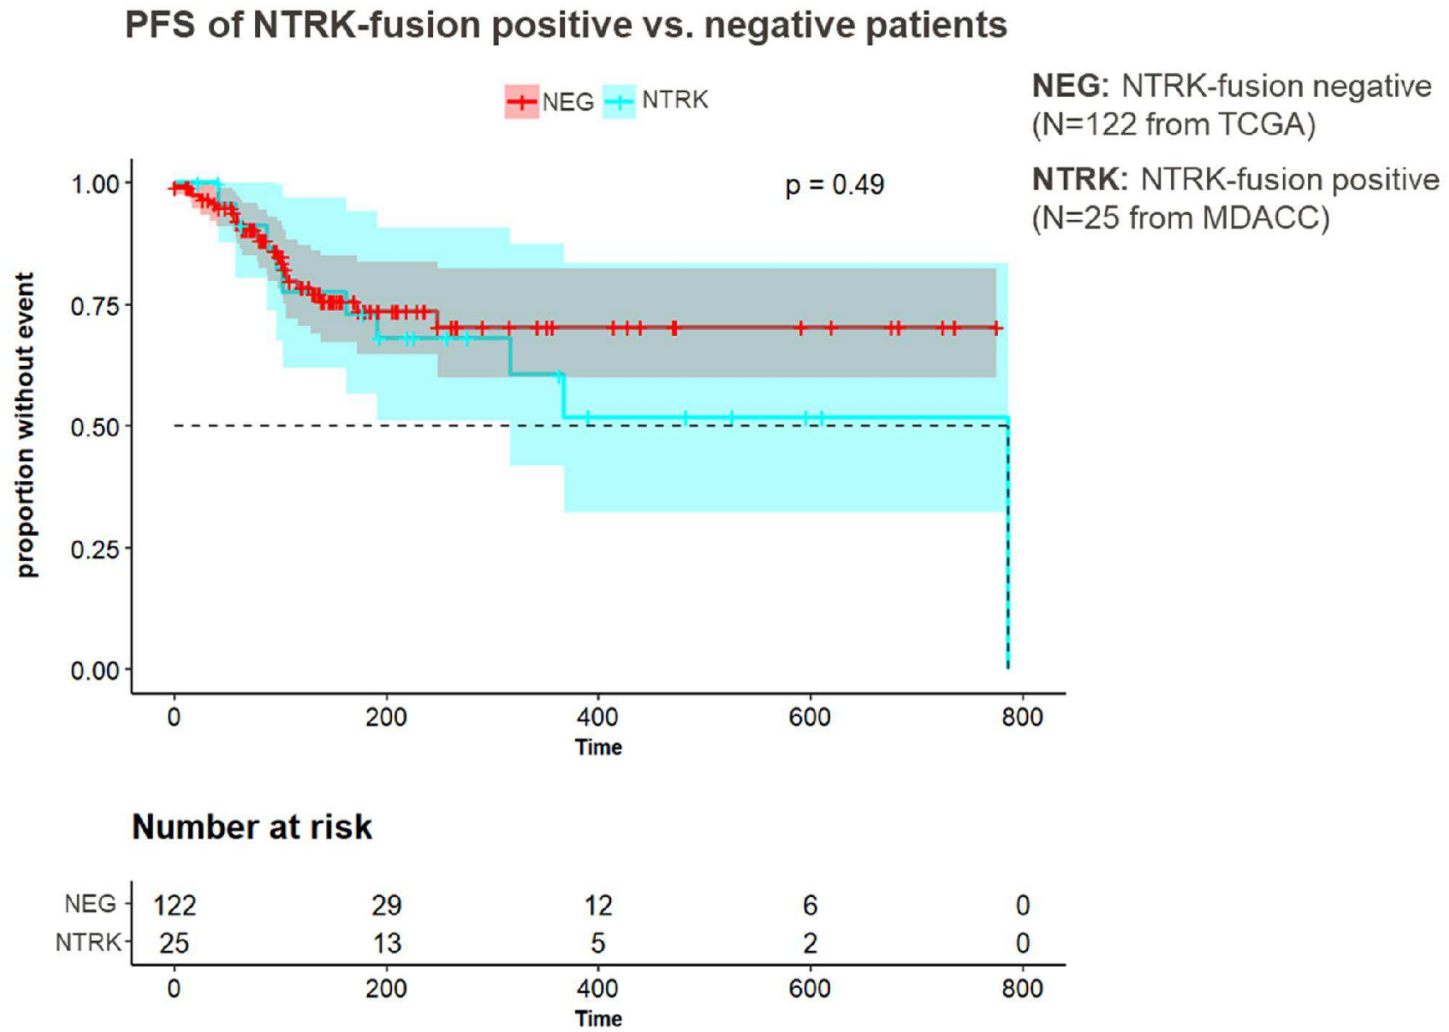 PFS of NTRK-fusion positive vs. negative patients
NEG NTRK
NEG: NTRK-fusion negative
(N=122 from TCGA)
NTRK: NTRK-fusion positive
(N=25 from MDACC)
p = 0.49
proportion without event
1.00
0.75
0.50
0.25
0.00
0 200 400 600 800
Time
Number at risk
NEG 122 29 12 6 0
NTRK 25 13 5 2 0
0 200 400 600 800
Time